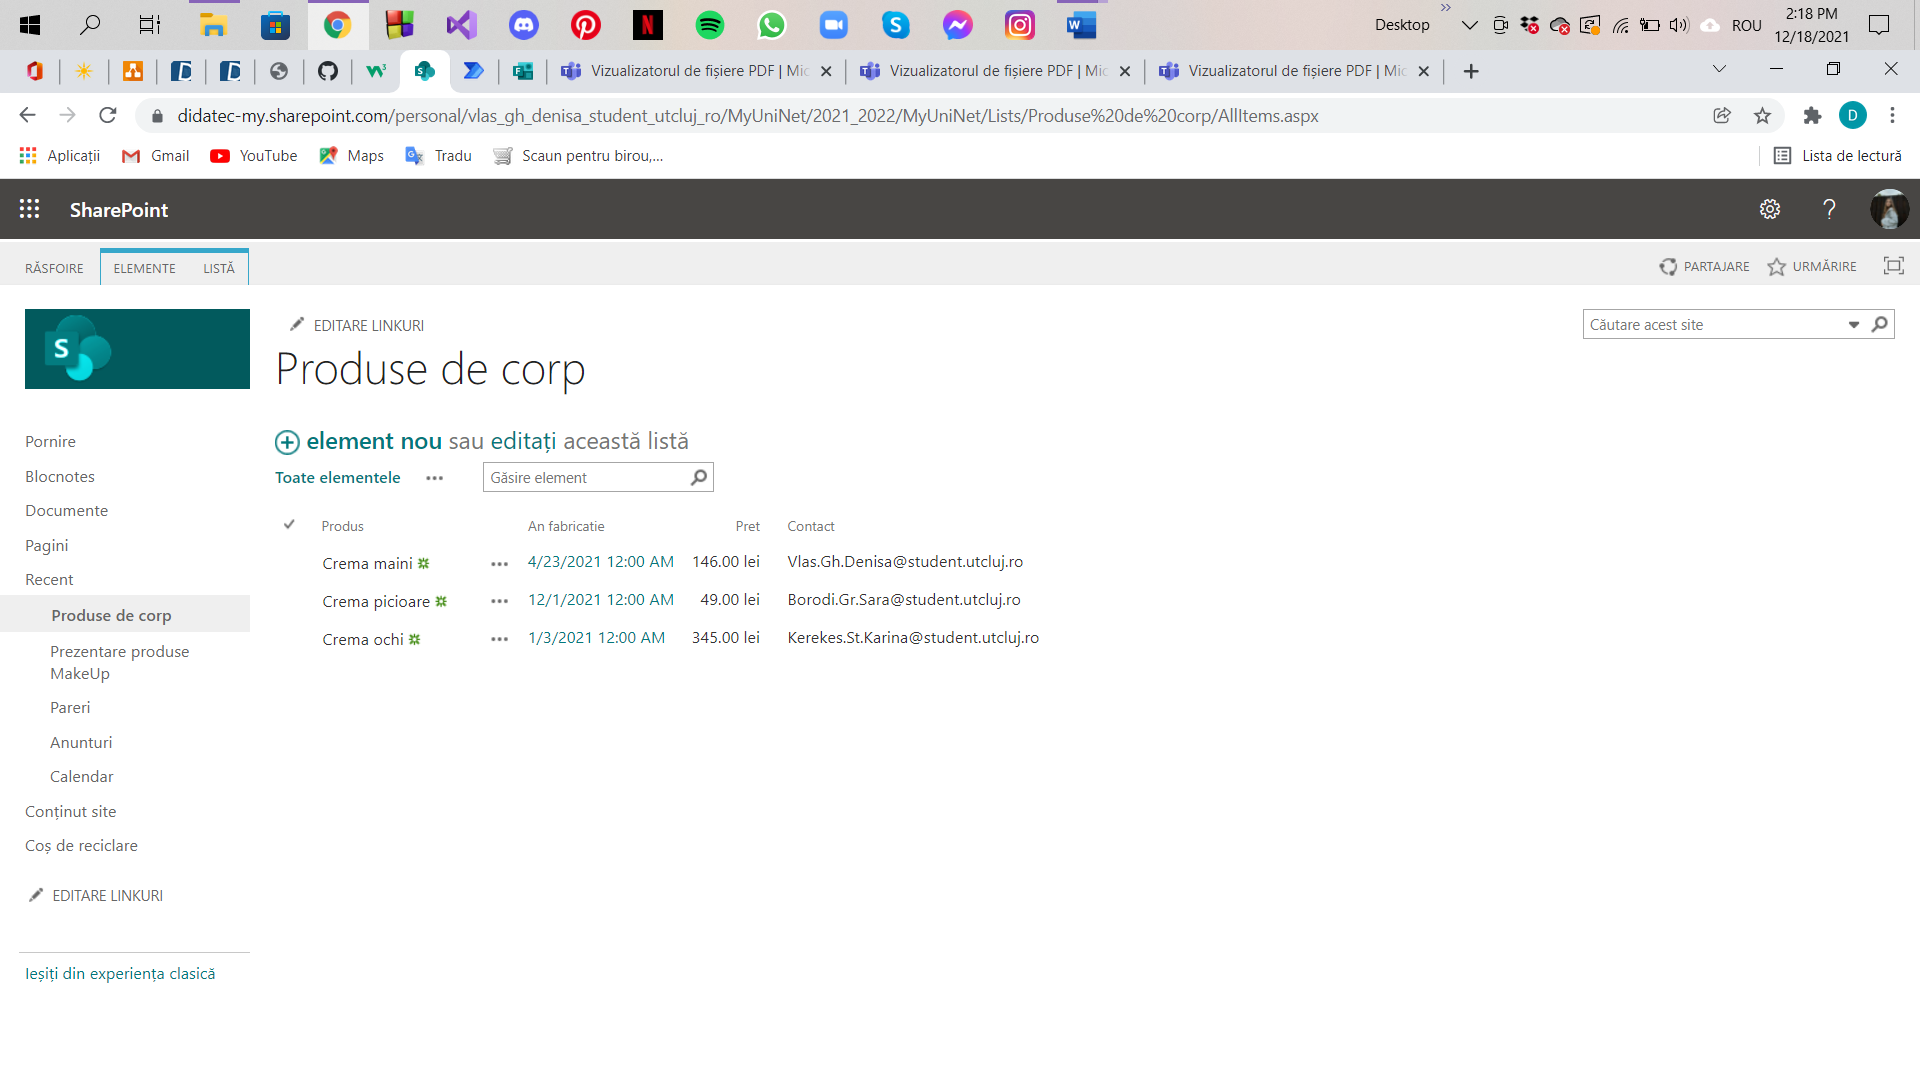 Desktop
ROU
2:18 PM
12/18/2021
Vizualizatorul de fișiere PDF | Mic
Vizualizatorul de fișiere PDF | Mic
Vizualizatorul de fișiere PDF | Mic
didatec-my.sharepoint.com/personal/vlas_gh_denisa_student_utcluj_ro/MyUniNet/2021_2022/MyUniNet/Lists/Produse%20de%20corp/AllItems.aspx
D
Aplicații Gmail YouTube Maps Tradu Scaun pentru birou,... Lista de lectură
SharePoint
RĂSFOIRE ELEMENTE LISTĂ PARTAJARE URMĂRIRE
S
EDITARE LINKURI
Căutare acest site
Produse de corp
element nou sau editați această listă
Toate elementele ... Găsire element
Produs An fabricatie Pret Contact
Crema maini ... 4/23/2021 12:00 AM 146.00 lei Vlas.Gh.Denisa@student.utcluj.ro
Crema picioare ... 12/1/2021 12:00 AM 49.00 lei Borodi.Gr.Sara@student.utcluj.ro
Crema ochi ... 1/3/2021 12:00 AM 345.00 lei Kerekes.St.Karina@student.utcluj.ro
Pornire
Blocnotes
Documente
Pagini
Recent
Produse de corp
Prezentare produse
MakeUp
Pareri
Anunturi
Calendar
Conținut site
Coș de reciclare
EDITARE LINKURI
Ieșiți din experiența clasică